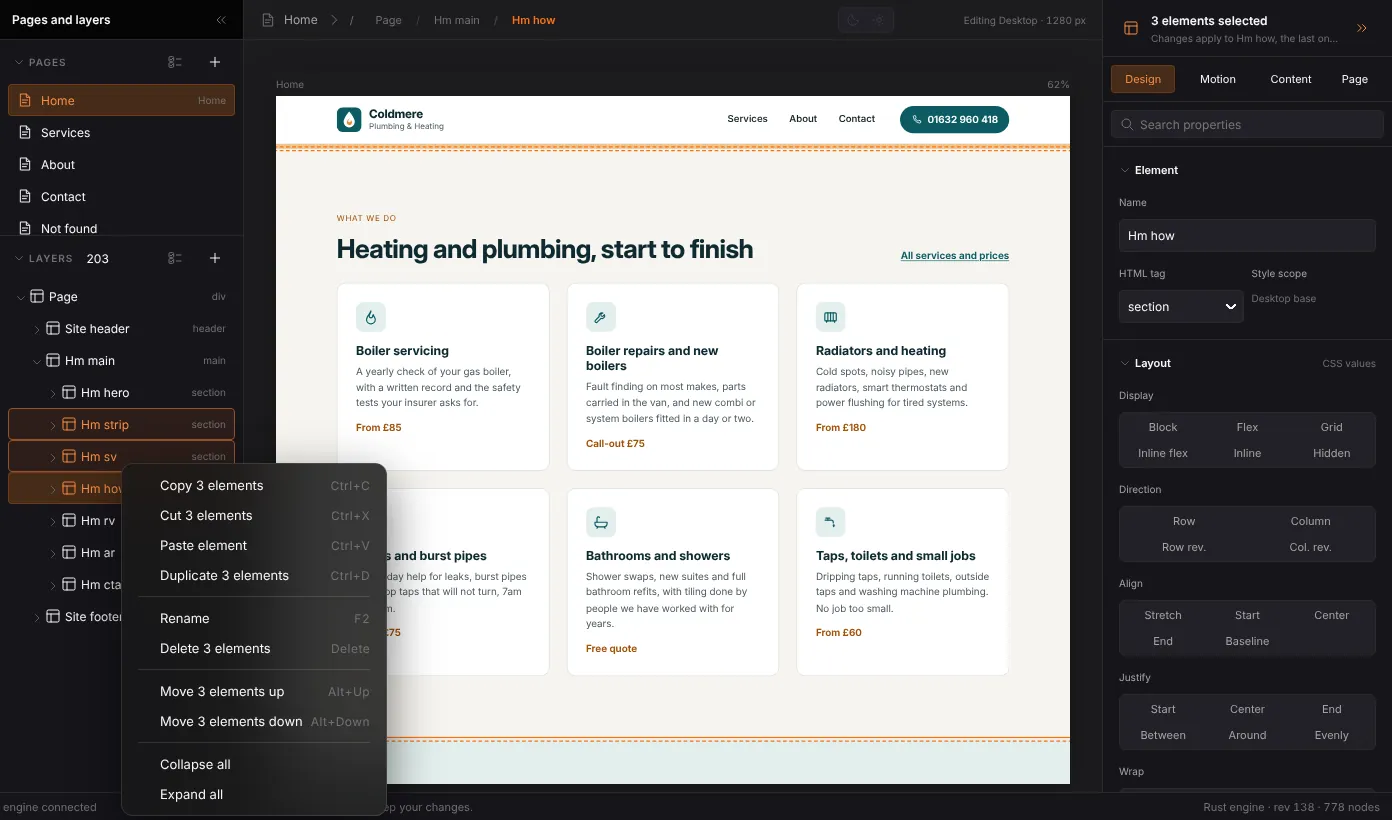 Pages and layers
Home
/
Page
/
Hm main
/
Hm how
Editing Desktop · 1280 px
3 elements selected
Changes apply to Hm how, the last on...
PAGES
Home
Home
Services
About
Contact
Not found
LAYERS 203
Page
div
Site header
header
Hm main
main
Hm hero
section
Hm strip
section
Hm sv
section
Hm rv
Hm ar
Hm cta
Copy 3 elements
Ctrl+C
Cut 3 elements
Ctrl+X
Paste element
Ctrl+V
Duplicate 3 elements
Ctrl+D
Rename
F2
Delete 3 elements
Delete
Move 3 elements up
Alt+Up
Move 3 elements down
Alt+Down
Collapse all
Expand all
Home
62%
Coldmere
Plumbing & Heating
Services
About
Contact
01632 960 418
WHAT WE DO
Heating and plumbing, start to finish
All services and prices
Boiler servicing
A yearly check of your gas boiler,
with a written record and the safety
tests your insurer asks for.
From £85
Boiler repairs and new
boilers
Fault finding on most makes, parts
carried in the van, and new combi or
system boilers fitted in a day or two.
Call-out £75
Radiators and heating
Cold spots, noisy pipes, new
radiators, smart thermostats and
power flushing for tired systems.
From £180
and burst pipes
day help for leaks, burst pipes
taps that will not turn, 7am
Bathrooms and showers
Shower swaps, new suites and full
bathroom refits, with tiling done by
people we have worked with for
years.
Free quote
Taps, toilets and small jobs
Dripping taps, running toilets, outside
taps and washing machine plumbing.
No job too small.
From £60
Design
Motion
Content
Page
Search properties
Element
Name
Hm how
HTML tag
Style scope
section
Desktop base
Layout
CSS values
Display
Block
Flex
Grid
Inline flex
Inline
Hidden
Direction
Row
Column
Row rev.
Col. rev.
Align
Stretch
Start
Center
End
Baseline
Justify
Start
Center
End
Between
Around
Evenly
Wrap
engine connected
your changes.
Rust engine · rev 138 · 778 nodes